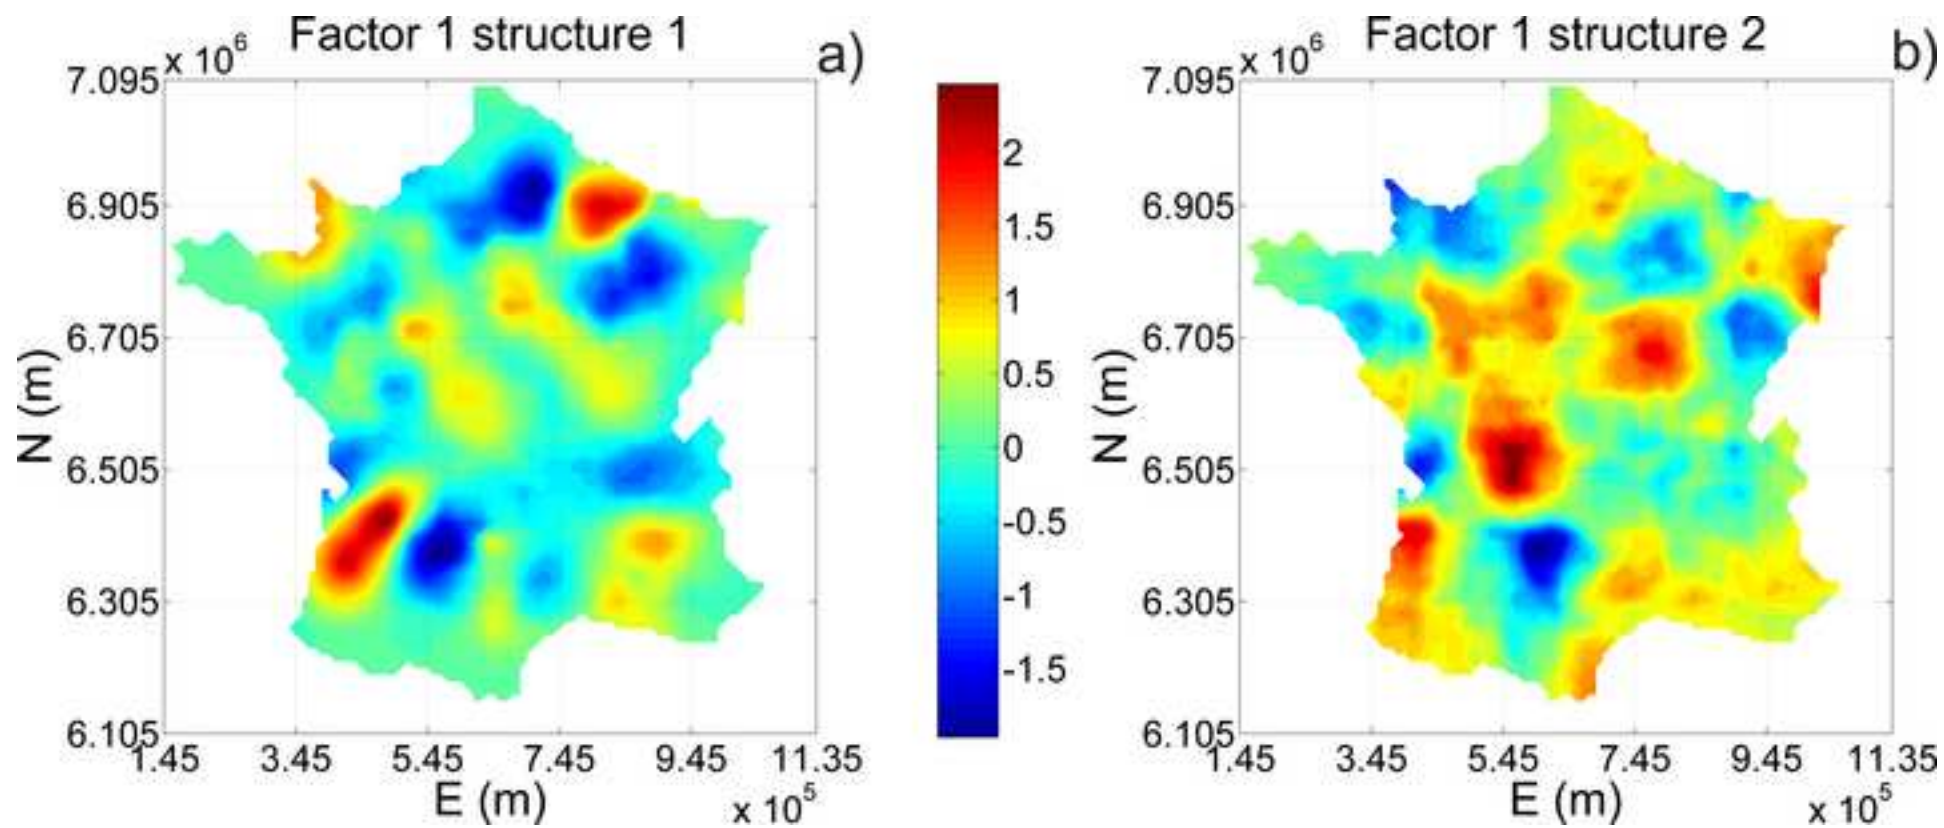 Factor 1 structure 1
a)
x 10^6
7.095
6.905
6.705
6.505
6.305
6.105
N (m)
1.45 3.45 5.45 7.45 9.45 11.35
E (m)
x 10^5
2
1.5
1
0.5
0
-0.5
-1
-1.5
Factor 1 structure 2
b)
x 10^6
7.095
6.905
6.705
6.505
6.305
6.105
N (m)
1.45 3.45 5.45 7.45 9.45 11.35
E (m)
x 10^5